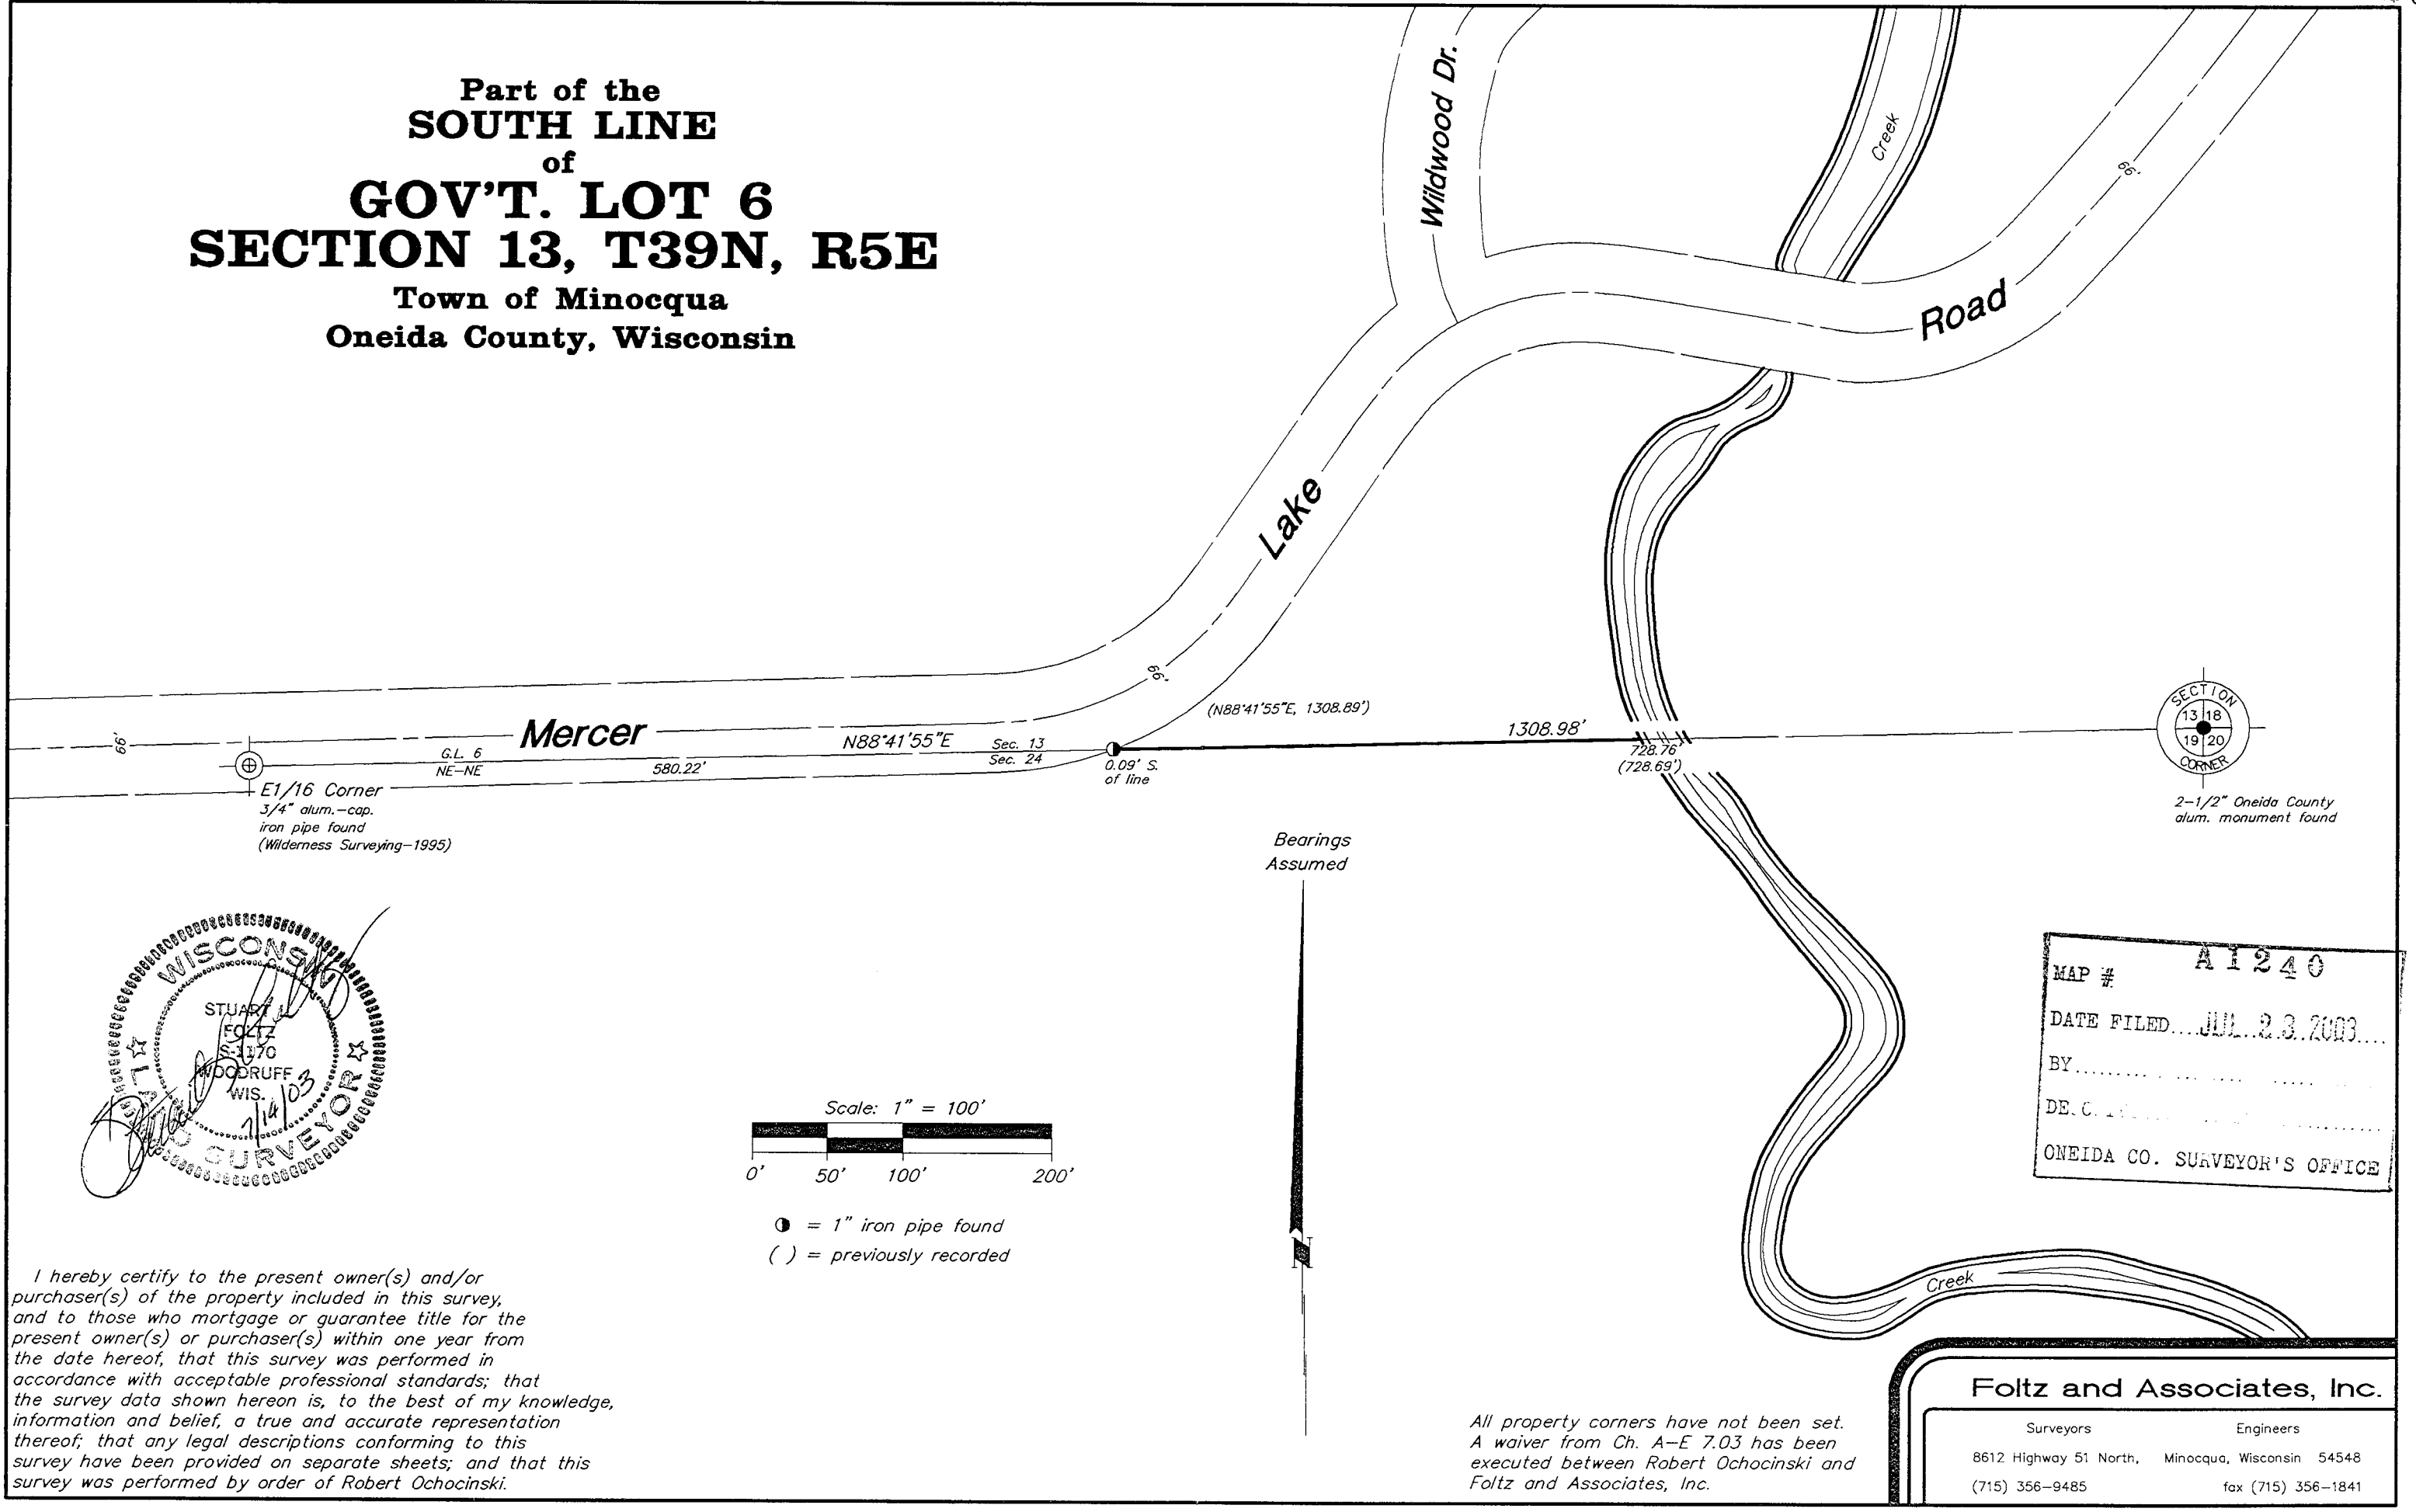 Part of the
SOUTH LINE
of
GOV'T. LOT 6
SECTION 13, T39N, R5E
Town of Minocqua
Oneida County, Wisconsin
Wildwood Dr.
Creek
66'
Road
Lake
66'
(N88°41'55"E, 1308.89')
1308.98'
728.76'
(728.69')
66'
Mercer
N88°41'55"E
G.L. 6
NE-NE
580.22'
Sec. 13
Sec. 24
0.09' S.
of line
E1/16 Corner
3/4" alum.-cap.
iron pipe found
(Wilderness Surveying-1995)
SECTION
13 18
19 20
CORNER
2-1/2" Oneida County
alum. monument found
Bearings
Assumed
N
WISCONSIN
STUART L
FOLTZ
S-1170
WOODRUFF
WIS.
7/14/03
LAND SURVEYOR
Scale: 1" = 100'
0' 50' 100' 200'
= 1" iron pipe found
( ) = previously recorded
MAP # A1240
DATE FILED....JUL 23 2003....
BY
ONEIDA CO. SURVEYOR'S OFFICE
Creek
I hereby certify to the present owner(s) and/or
purchaser(s) of the property included in this survey,
and to those who mortgage or guarantee title for the
present owner(s) or purchaser(s) within one year from
the date hereof, that this survey was performed in
accordance with acceptable professional standards; that
the survey data shown hereon is, to the best of my knowledge,
information and belief, a true and accurate representation
thereof; that any legal descriptions conforming to this
survey have been provided on separate sheets; and that this
survey was performed by order of Robert Ochocinski.
All property corners have not been set.
A waiver from Ch. A-E 7.03 has been
executed between Robert Ochocinski and
Foltz and Associates, Inc.
Foltz and Associates, Inc.
Surveyors Engineers
8612 Highway 51 North, Minocqua, Wisconsin 54548
(715) 356-9485 fax (715) 356-1841